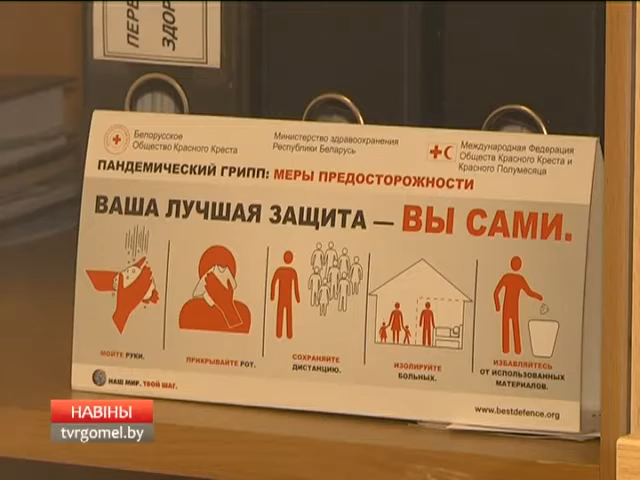 ПЕРЕ
ЗДО
Белорусское
Общество Красного Креста
Министерство здравоохранения
Республики Беларусь
Международная Федерация
Обществ Красного Креста и
Красного Полумесяца
ПАНДЕМИЧЕСКИЙ ГРИПП: МЕРЫ ПРЕДОСТОРОЖНОСТИ
ВАША ЛУЧШАЯ ЗАЩИТА — ВЫ САМИ.
МОЙТЕ РУКИ.
ПРИКРЫВАЙТЕ РОТ.
СОХРАНЯЙТЕ
ДИСТАНЦИЮ.
ИЗОЛИРУЙТЕ
БОЛЬНЫХ.
ИЗБАВЛЯЙТЕСЬ
ОТ ИСПОЛЬЗОВАННЫХ
МАТЕРИАЛОВ.
НАШ МИР. ТВОЙ ШАГ.
www.bestdefence.org
НАВІНЫ
tvrgomel.by